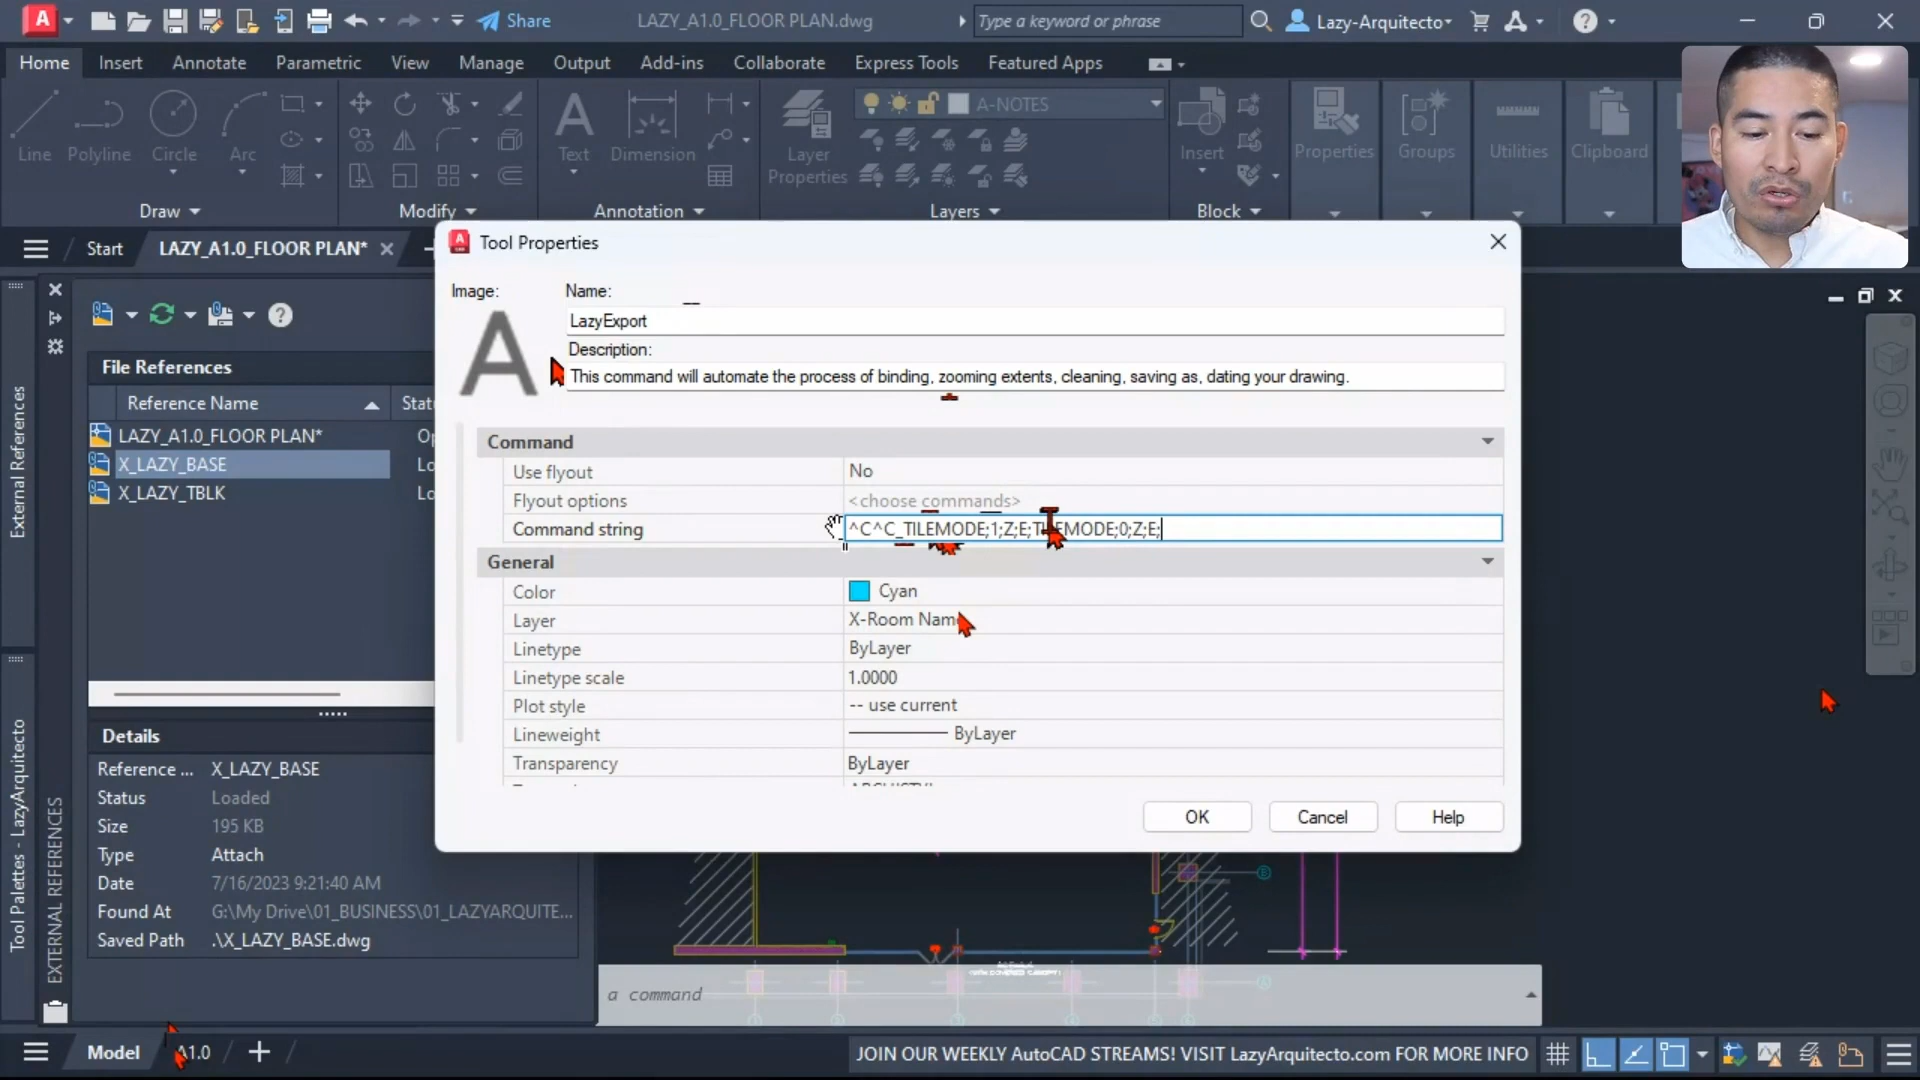 A Share LAZY_A1.0_FLOOR PLAN.dwg Type a keyword or phrase Lazy-Arquitecto
Home Insert Annotate Parametric View Manage Output Add-ins Collaborate Express Tools Featured Apps
A-NOTES
Line Polyline Circle Arc Text Dimension Layer Properties Insert Properties Groups Utilities Clipboard
Draw Modify Annotation Layers Block
Start LAZY_A1.0_FLOOR PLAN*
Tool Properties
Image:
Name:
LazyExport
Description:
This command will automate the process of binding, zooming extents, cleaning, saving as, dating your drawing.
Command
Use flyout No
Flyout options <choose commands>
Command string ^C^C_TILEMODE;1;Z;E;TILEMODE;0;Z;E;
General
Color Cyan
Layer X-Room Name
Linetype ByLayer
Linetype scale 1.0000
Plot style -- use current
Lineweight ByLayer
Transparency ByLayer
OK Cancel Help
File References
Reference Name Statu
LAZY_A1.0_FLOOR PLAN* Op
X_LAZY_BASE Lo
X_LAZY_TBLK Lo
Details
Reference ... X_LAZY_BASE
Status Loaded
Size 195 KB
Type Attach
Date 7/16/2023 9:21:40 AM
Found At G:\My Drive\01_BUSINESS\01_LAZYARQUITE...
Saved Path .\X_LAZY_BASE.dwg
External References
Tool Palettes - LazyArquitecto
EXTERNAL REFERENCES
a command
Model A1.0
JOIN OUR WEEKLY AutoCAD STREAMS! VISIT LazyArquitecto.com FOR MORE INFO